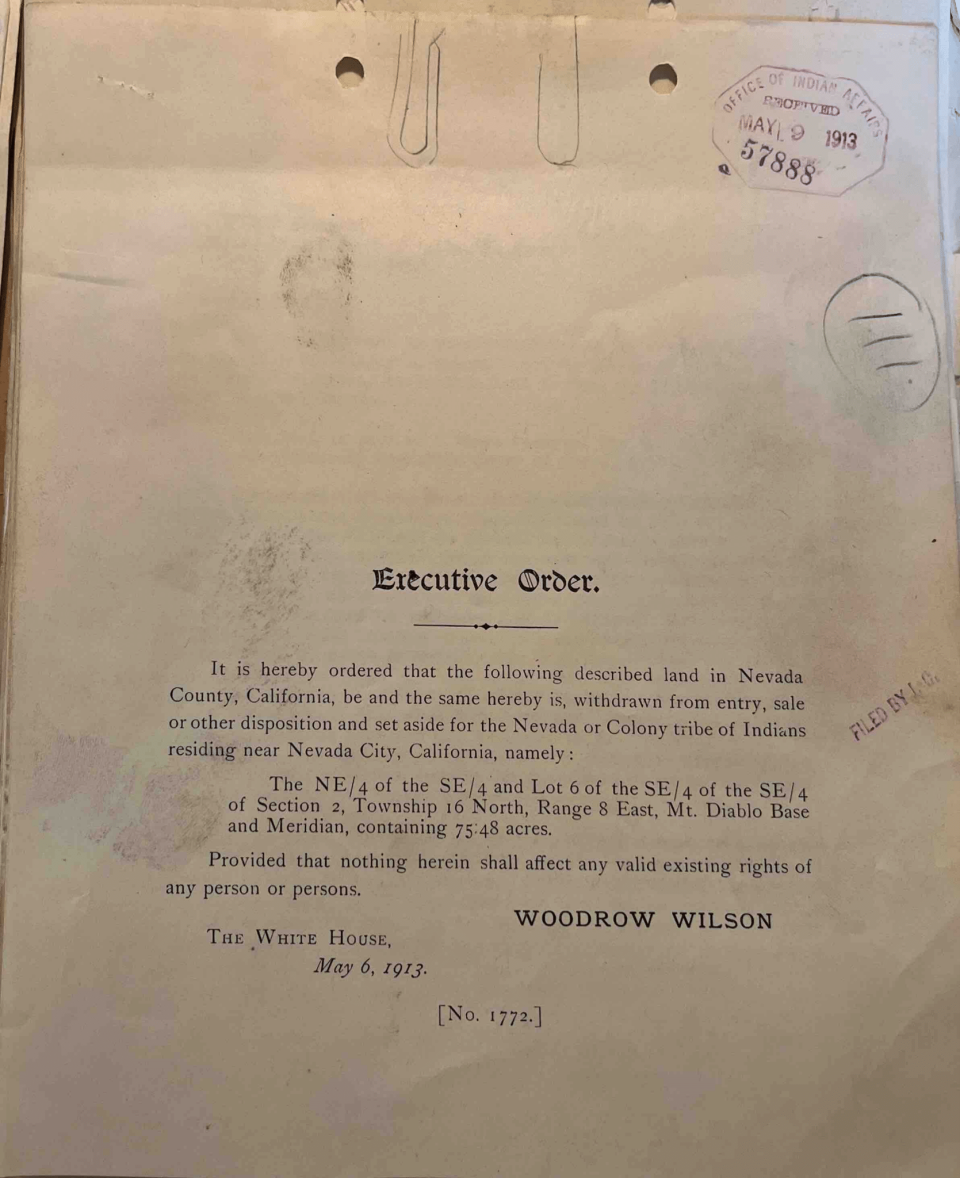 OFFICE OF INDIAN AFFAIRS
RECEIVED
MAY 9 1913
57888
Executive Order.
It is hereby ordered that the following described land in Nevada
County, California, be and the same hereby is, withdrawn from entry, sale
or other disposition and set aside for the Nevada or Colony tribe of Indians
residing near Nevada City, California, namely:
The NE/4 of the SE/4 and Lot 6 of the SE/4 of the SE/4
of Section 2, Township 16 North, Range 8 East, Mt. Diablo Base
and Meridian, containing 75.48 acres.
Provided that nothing herein shall affect any valid existing rights of
any person or persons.
WOODROW WILSON
THE WHITE HOUSE,
May 6, 1913.
[No. 1772.]
FILED BY